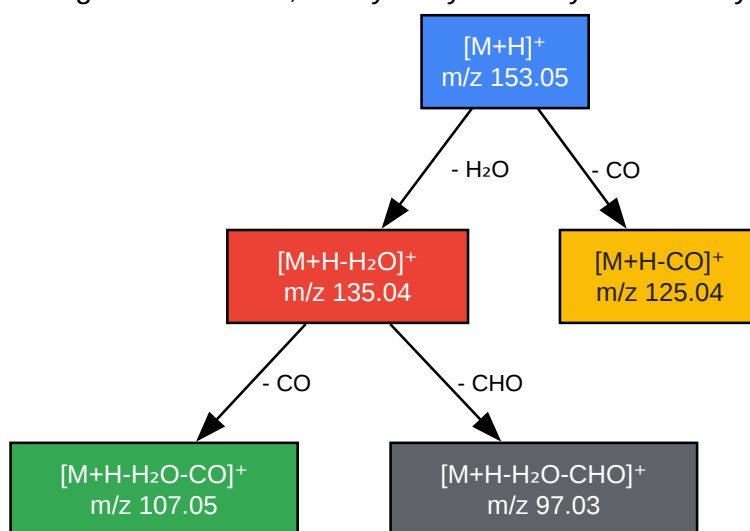 [M+H]⁺
m/z 153.05
- H₂O
- CO
[M+H-H₂O]⁺
m/z 135.04
[M+H-CO]⁺
m/z 125.04
- CO
- CHO
[M+H-H₂O-CO]⁺
m/z 107.05
[M+H-H₂O-CHO]⁺
m/z 97.03